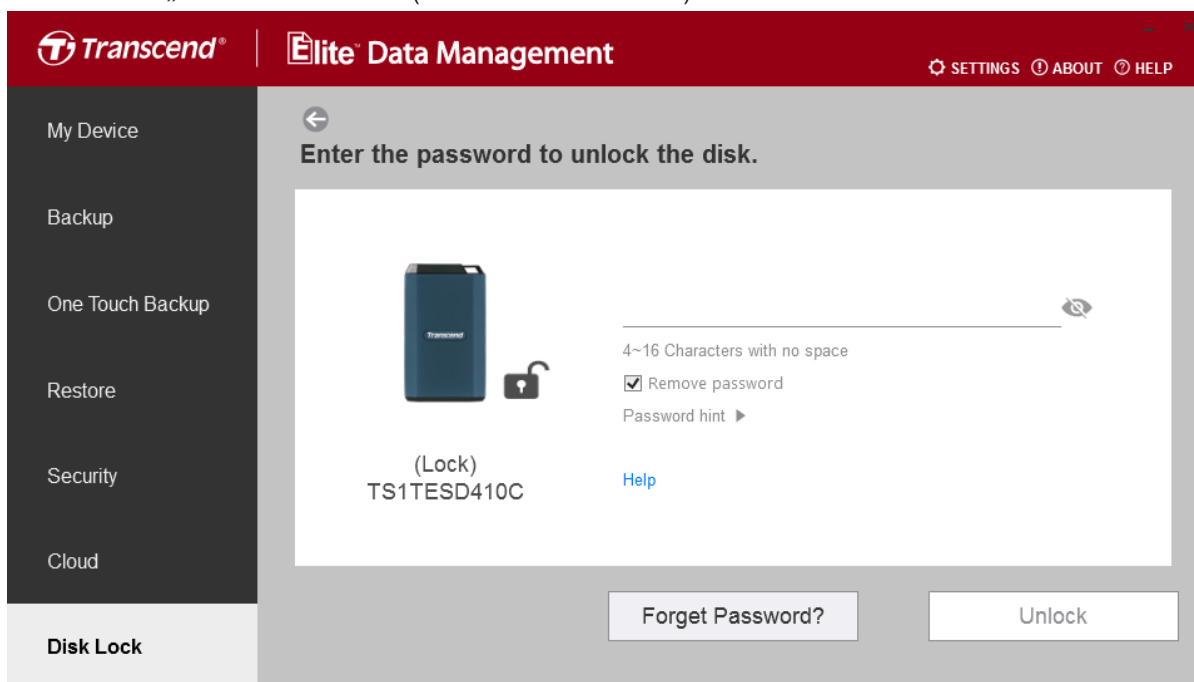 Transcend®
Elite™ Data Management
SETTINGS ABOUT HELP
My Device
Enter the password to unlock the disk.
Backup
One Touch Backup
Transcend
4~16 Characters with no space
Restore
Remove password
Password hint
(Lock)
TS1TESD410C
Security
Help
Cloud
Forget Password?
Unlock
Disk Lock